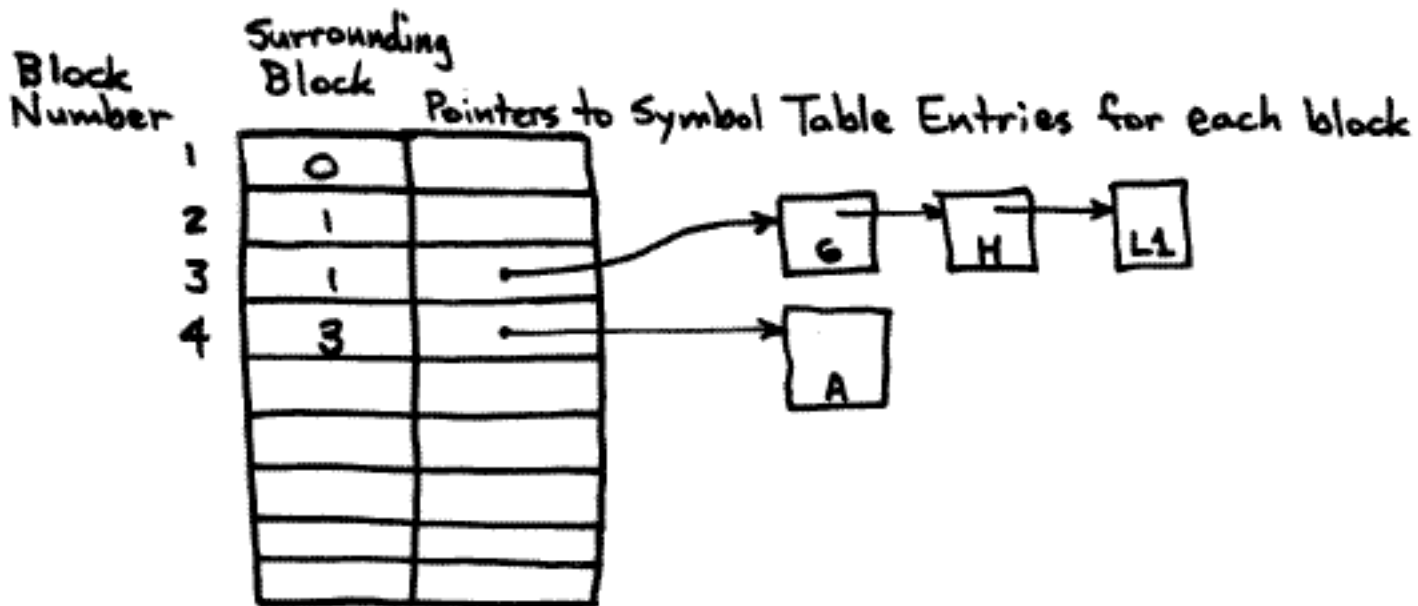 Surrounding
Block
Block
Number
Pointers to Symbol Table Entries for each block
1 0
2 1
3 1
4 3
G H L1
A